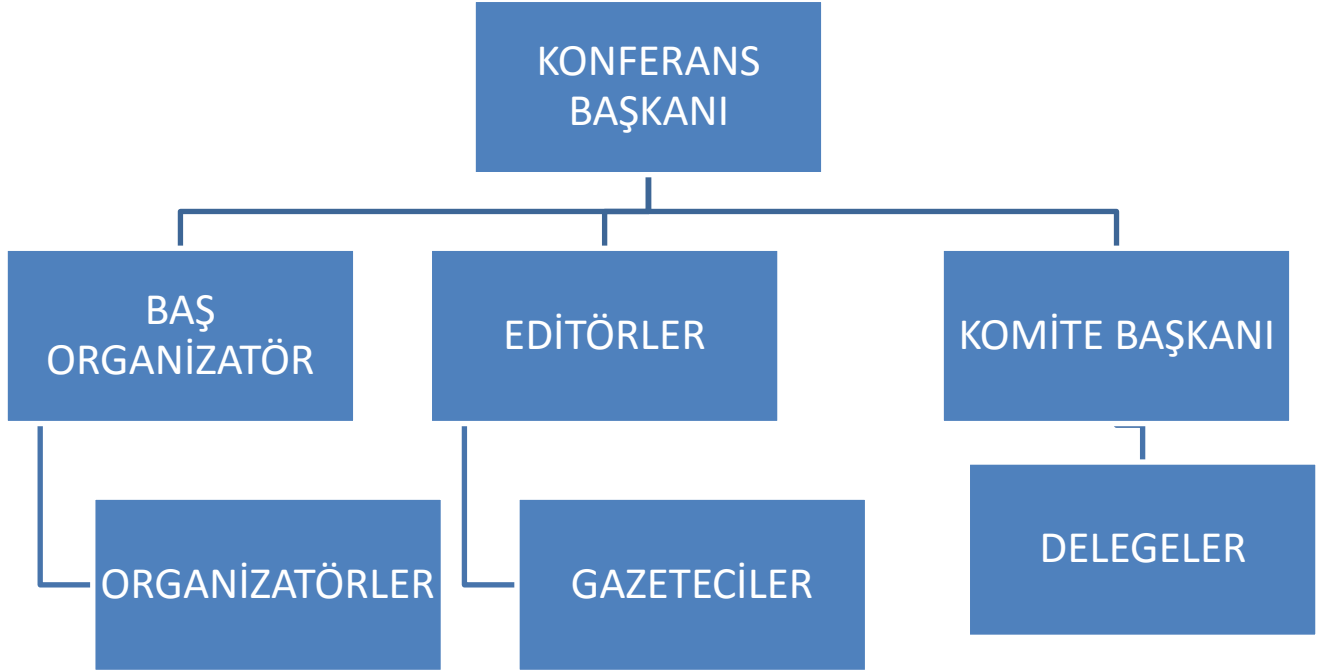 KONFERANS
BAŞKANI
BAŞ
ORGANİZATÖR
EDİTÖRLER
KOMİTE BAŞKANI
ORGANİZATÖRLER
GAZETECİLER
DELEGELER